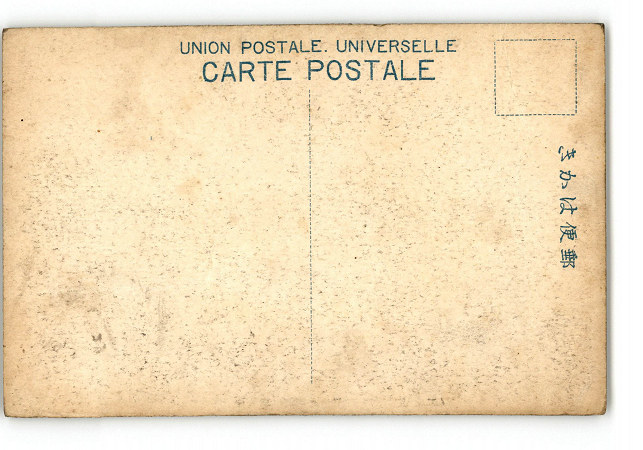 UNION POSTALE. UNIVERSELLE
CARTE POSTALE
きかは便郵